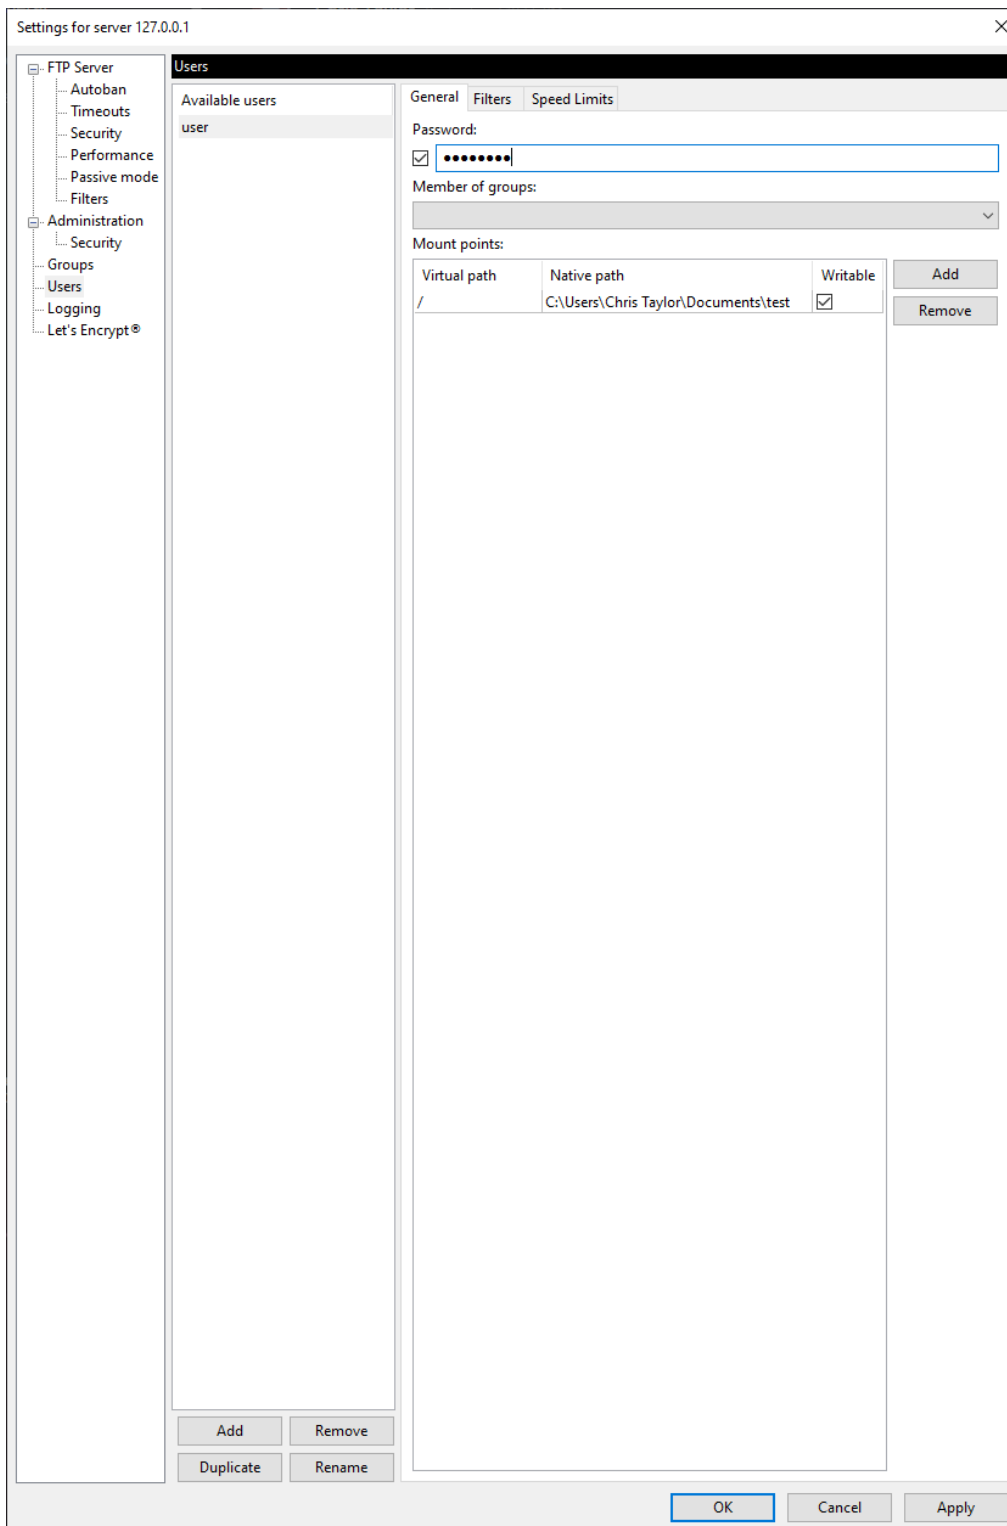 Settings for server 127.0.0.1
FTP Server
Autoban
Timeouts
Security
Performance
Passive mode
Filters
Administration
Security
Groups
Users
Logging
Let's Encrypt®
Users
Available users
user
Add
Remove
Duplicate
Rename
General
Filters
Speed Limits
Password:
••••••••
Member of groups:
Mount points:
Virtual path Native path Writable
/ C:\Users\Chris Taylor\Documents\test
Add
Remove
OK
Cancel
Apply